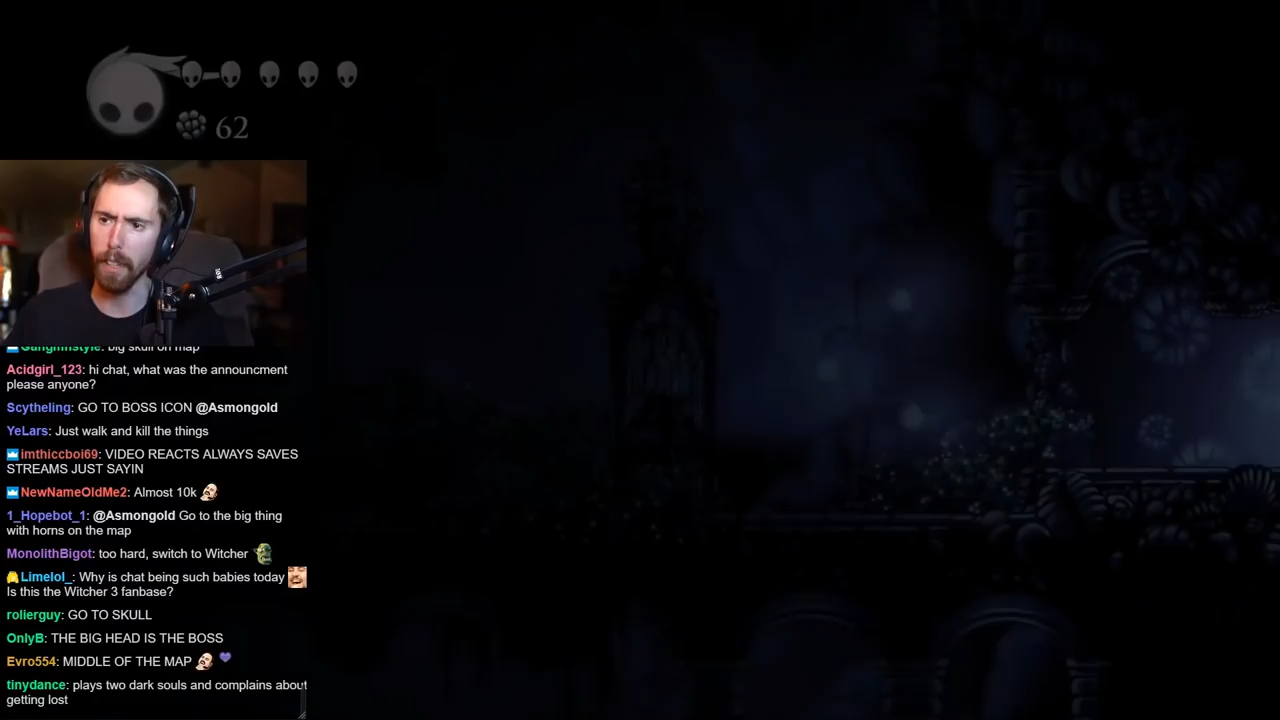 62
Gangimstyle: big skull on map
Acidgirl_123: hi chat, what was the announcment
please anyone?
Scytheling: GO TO BOSS ICON @Asmongold
YeLars: Just walk and kill the things
imthiccboi69: VIDEO REACTS ALWAYS SAVES
STREAMS JUST SAYIN
NewNameOldMe2: Almost 10k
1_Hopebot_1: @Asmongold Go to the big thing
with horns on the map
MonolithBigot: too hard, switch to Witcher
Limelol_: Why is chat being such babies today
Is this the Witcher 3 fanbase?
rolierguy: GO TO SKULL
OnlyB: THE BIG HEAD IS THE BOSS
Evro554: MIDDLE OF THE MAP
tinydance: plays two dark souls and complains about
getting lost